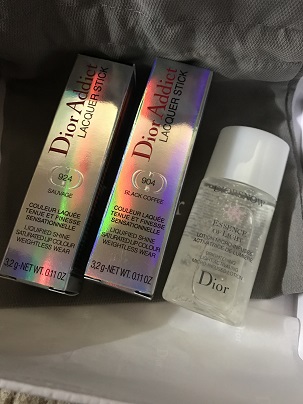 Dior Addict
LACQUER STICK
924
SAUVAGE
COULEUR LAQUÉE
TENUE ET FINESSE
SENSATIONNELLE
LIQUIFIED SHINE
SATURATED LIP COLOUR
WEIGHTLESS WEAR
3,2 g - NET WT. 0.11 OZ
Dior Addict
LACQUER STICK
904
BLACK COFFEE
COULEUR LAQUÉE
TENUE ET FINESSE
SENSATIONNELLE
LIQUIFIED SHINE
SATURATED LIP COLOUR
WEIGHTLESS WEAR
3,2 g - NET WT. 0.11 OZ
Dior